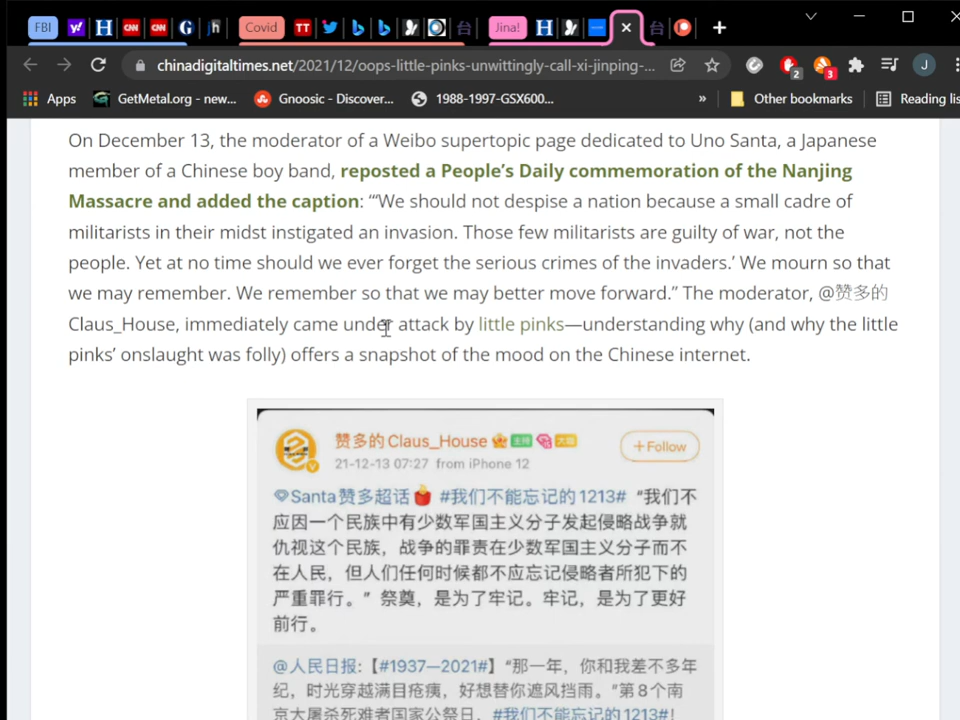 FBI
Covid
Jina!
chinadigitaltimes.net/2021/12/oops-little-pinks-unwittingly-call-xi-jinping-...
2
3
J
Apps
GetMetal.org - new...
Gnoosic - Discover...
1988-1997-GSX600...
»
Other bookmarks
Reading list
On December 13, the moderator of a Weibo supertopic page dedicated to Uno Santa, a Japanese
member of a Chinese boy band, reposted a People's Daily commemoration of the Nanjing
Massacre and added the caption: “‘We should not despise a nation because a small cadre of
militarists in their midst instigated an invasion. Those few militarists are guilty of war, not the
people. Yet at no time should we ever forget the serious crimes of the invaders.’ We mourn so that
we may remember. We remember so that we may better move forward.” The moderator, @赞多的
Claus_House, immediately came under attack by little pinks—understanding why (and why the little
pinks’ onslaught was folly) offers a snapshot of the mood on the Chinese internet.
赞多的Claus_House
+Follow
21-12-13 07:27 from iPhone 12
Santa赞多超话 #我们不能忘记的1213# “我们不
应因一个民族中有少数军国主义分子发起侵略战争就
仇视这个民族，战争的罪责在少数军国主义分子而不
在人民，但人们任何时候都不应忘记侵略者所犯下的
严重罪行。” 祭奠，是为了牢记。牢记，是为了更好
前行。
@人民日报:【#1937—2021#】“那一年，你和我差不多年
纪，时光穿越满目疮痍，好想替你遮风挡雨。”第8个南
京大屠杀死难者国家公祭日，#我们不能忘记的1213#！